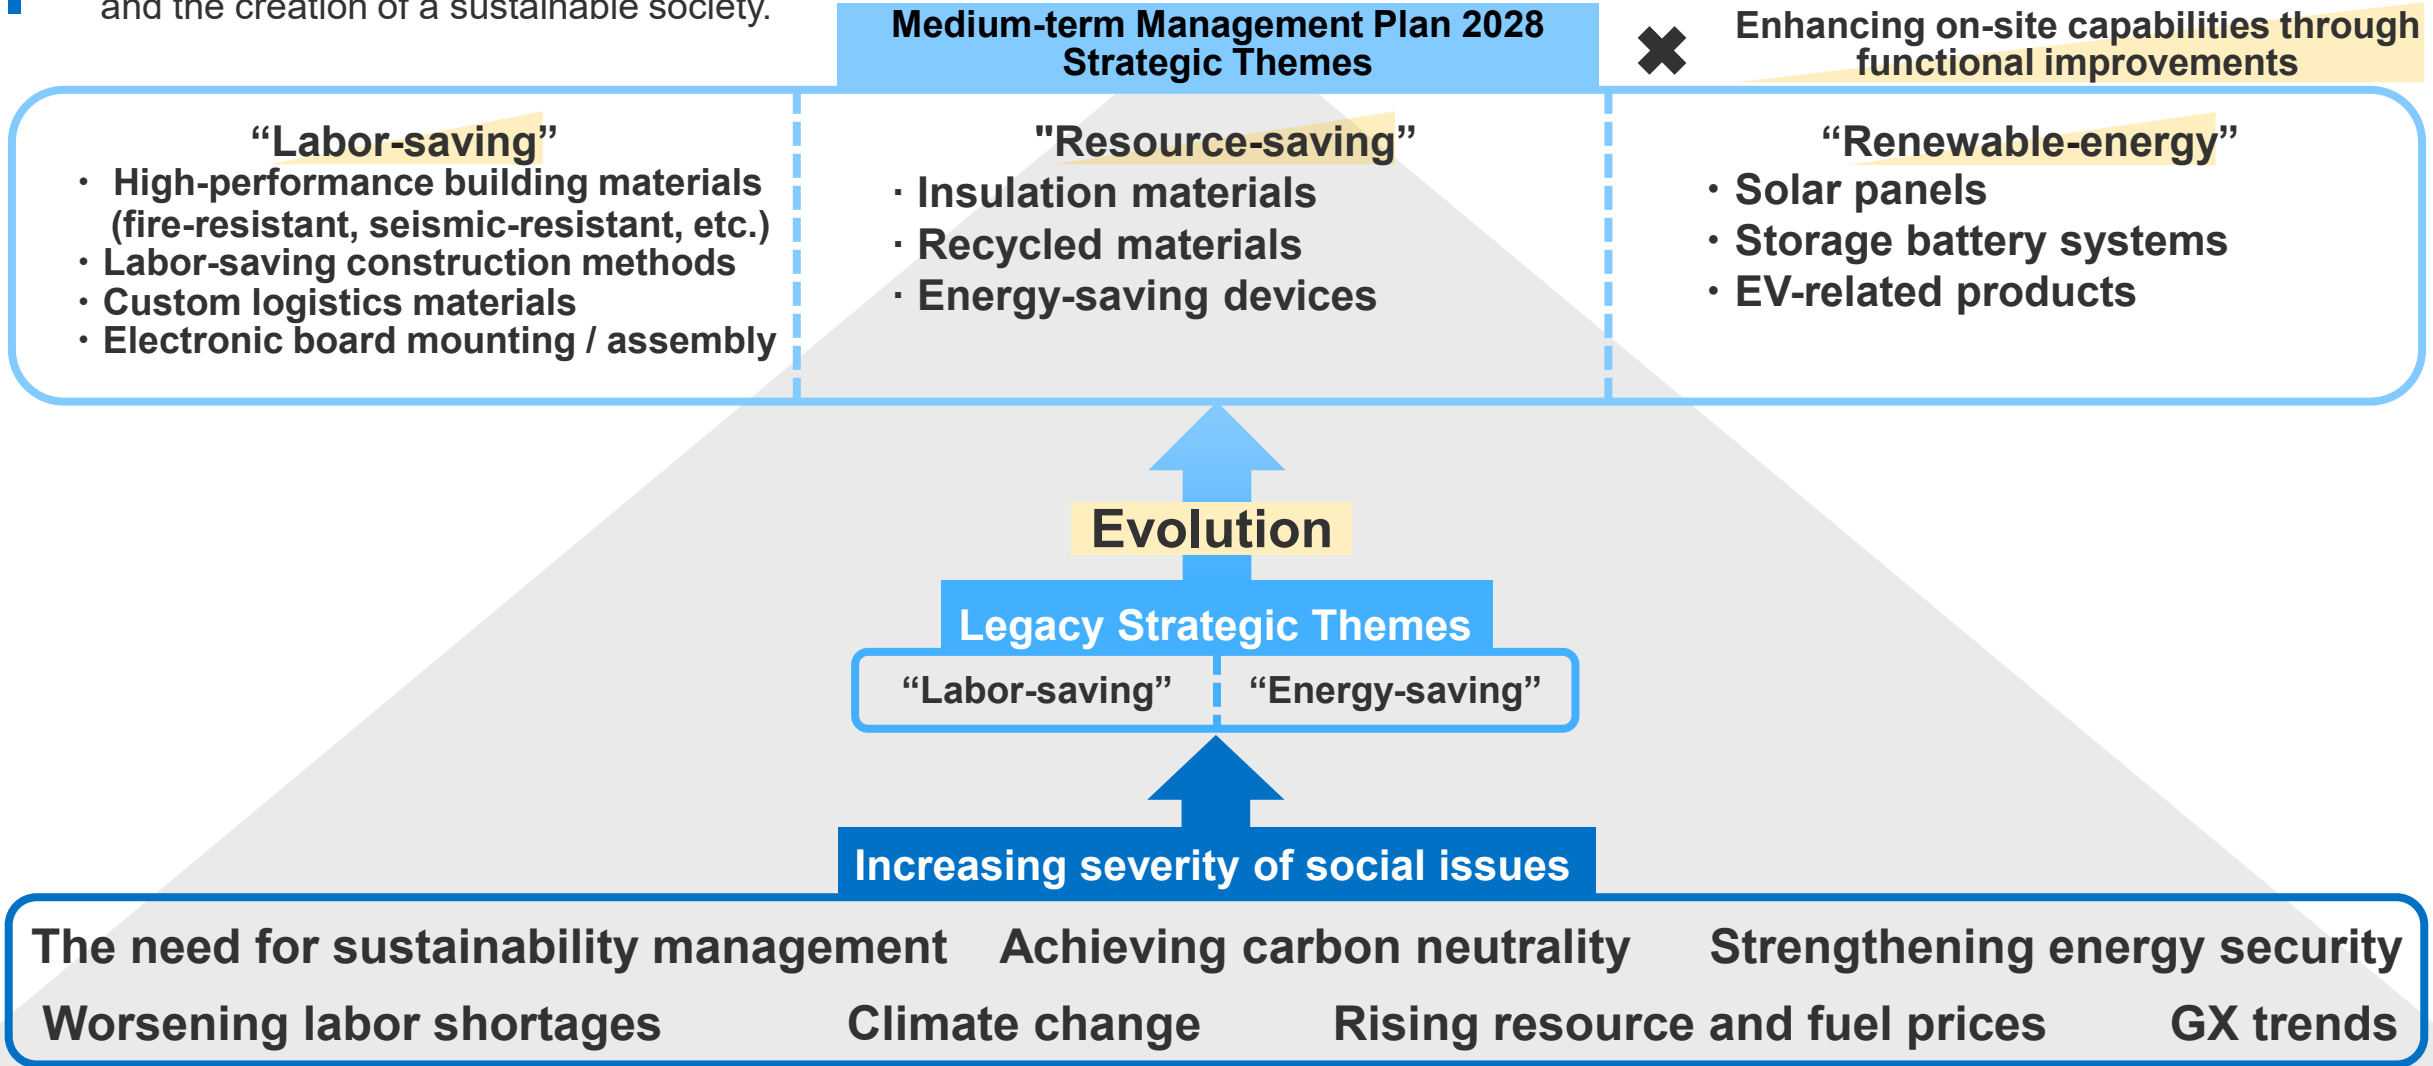 and the creation of a sustainable society.
Medium-term Management Plan 2028
Strategic Themes
✖
Enhancing on-site capabilities through
functional improvements
“Labor-saving”
・ High-performance building materials
(fire-resistant, seismic-resistant, etc.)
・Labor-saving construction methods
・Custom logistics materials
・Electronic board mounting / assembly
"Resource-saving”
· Insulation materials
· Recycled materials
· Energy-saving devices
“Renewable-energy”
・Solar panels
・Storage battery systems
・EV-related products
Evolution
Legacy Strategic Themes
“Labor-saving” “Energy-saving”
Increasing severity of social issues
The need for sustainability management Achieving carbon neutrality Strengthening energy security
Worsening labor shortages Climate change Rising resource and fuel prices GX trends